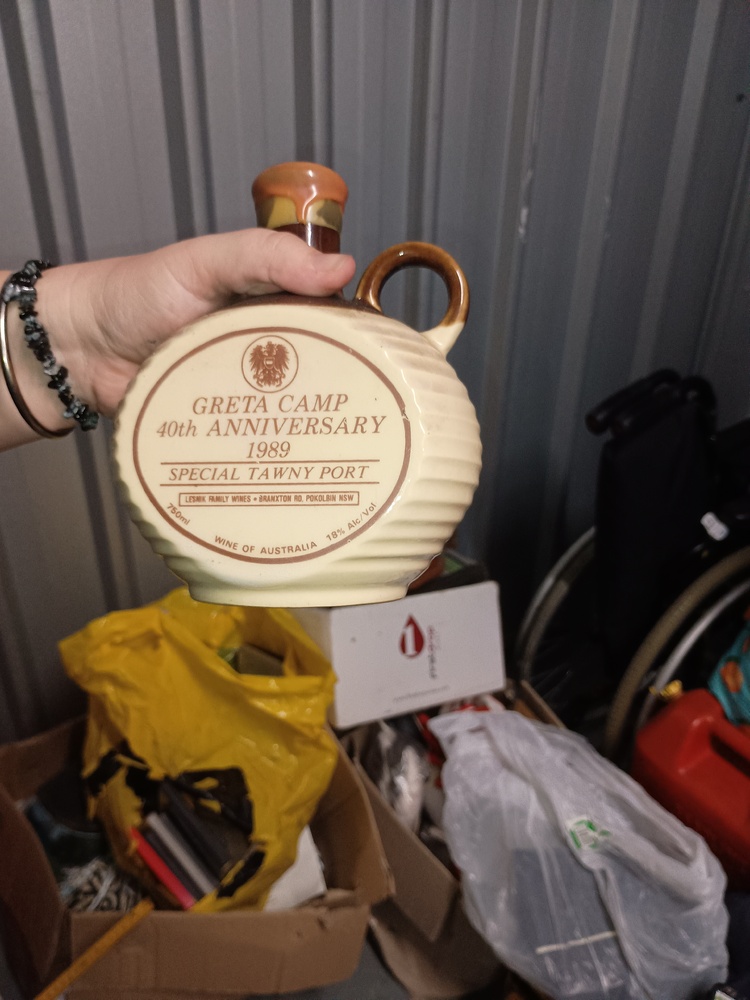 GRETA CAMP
40th ANNIVERSARY
1989
SPECIAL TAWNY PORT
LESNIK FAMILY WINES • BRANXTON RD. POKOLBIN NSW
750ml
WINE OF AUSTRALIA
18% Alc/Vol
1